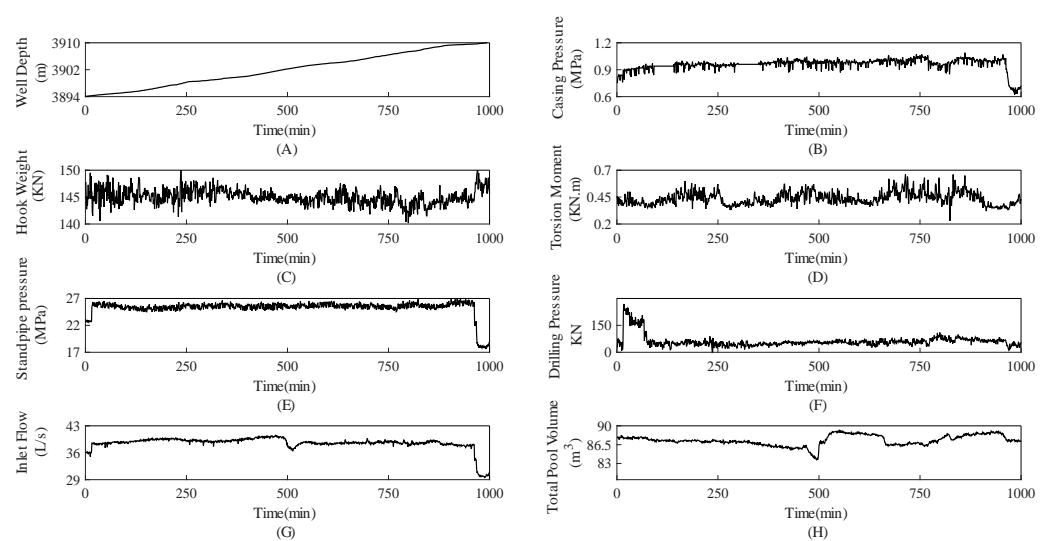 Well Depth
(m)
3910
3902
3894
0
250
500
750
1000
Time(min)
(A)
Casing Pressure
(MPa)
1.2
0.9
0.6
0
250
500
750
1000
Time(min)
(B)
Hook Weight
(KN)
150
145
140
0
250
500
750
1000
Time(min)
(C)
Torsion Moment
(KN.m)
0.7
0.45
0.2
0
250
500
750
1000
Time(min)
(D)
Standpipe pressure
(MPa)
27
22
17
0
250
500
750
1000
Time(min)
(E)
Drilling Pressure
KN
150
0
0
250
500
750
1000
Time(min)
(F)
Inlet Flow
(L/s)
43
36
29
0
250
500
750
1000
Time(min)
(G)
Total Pool Volume
(m³)
90
86.5
83
0
250
500
750
1000
Time(min)
(H)